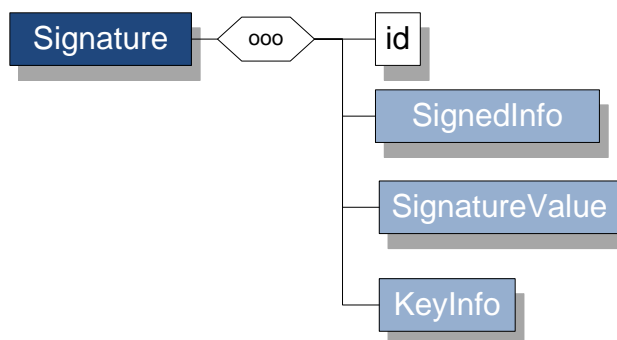 Signature
ooo
id
SignedInfo
SignatureValue
KeyInfo